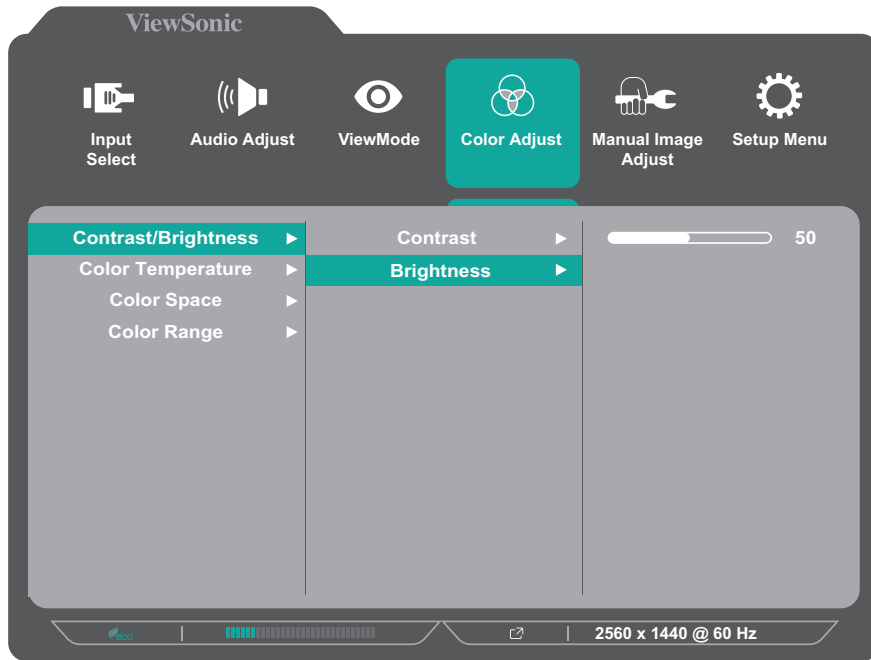 ViewSonic
Input
Select
Audio Adjust
ViewMode
Color Adjust
Manual Image
Adjust
Setup Menu
Contrast/Brightness
Contrast
50
Color Temperature
Brightness
Color Space
Color Range
eco
2560 x 1440 @ 60 Hz